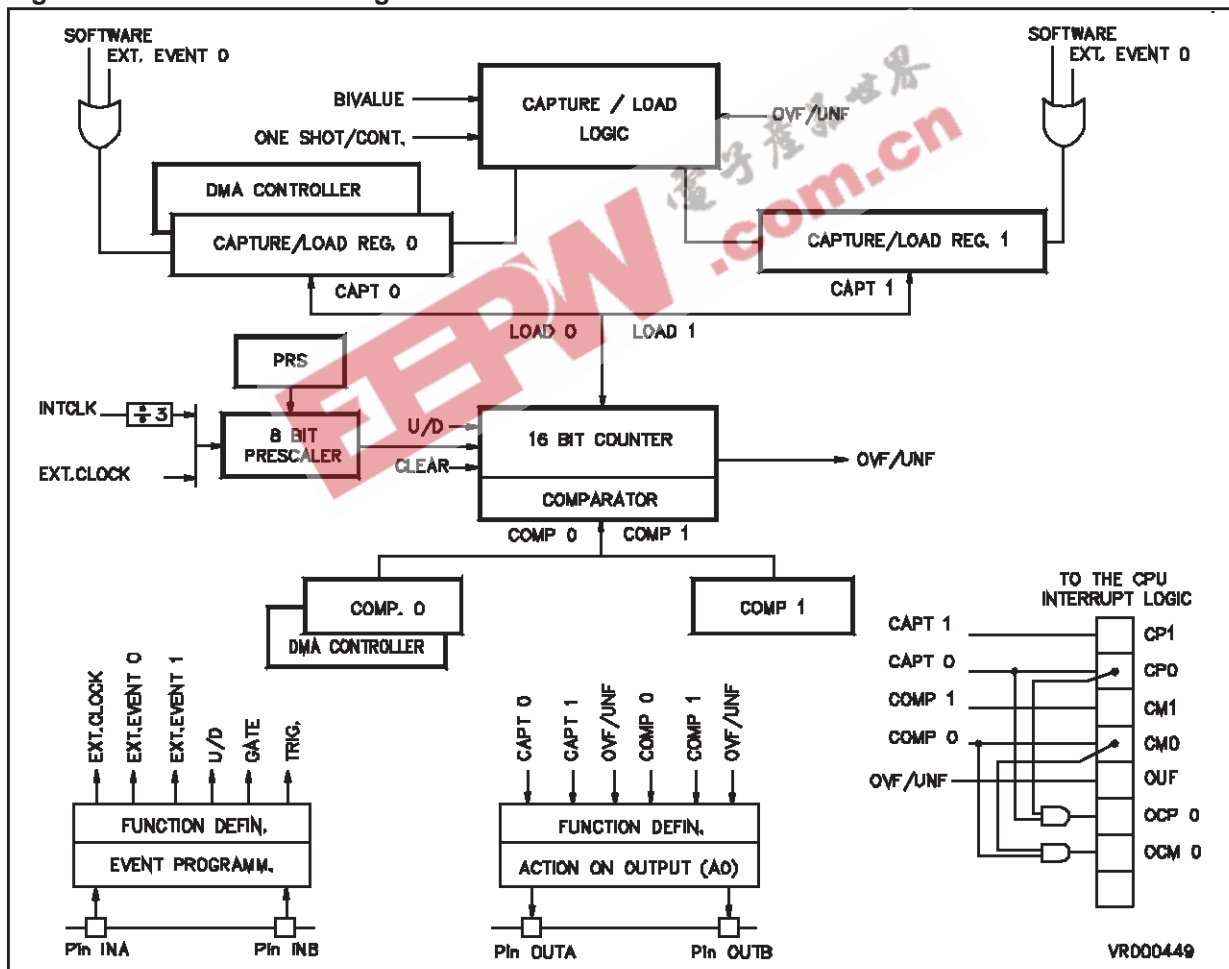 SOFTWARE
EXT. EVENT 0
SOFTWARE
EXT. EVENT 0
BIVALUE
ONE SHOT/CONT.
CAPTURE / LOAD
LOGIC
OVF/UNF
DMA CONTROLLER
CAPTURE/LOAD REG. 0
CAPTURE/LOAD REG. 1
CAPT 0
CAPT 1
LOAD 0
LOAD 1
PRS
INTCLK
÷3
8 BIT
PRESCALER
EXT.CLOCK
U/D
CLEAR
16 BIT COUNTER
COMPARATOR
OVF/UNF
COMP 0
COMP 1
COMP. 0
DMA CONTROLLER
COMP 1
TO THE CPU
INTERRUPT LOGIC
CAPT 1
CP1
CAPT 0
CP0
COMP 1
CM1
COMP 0
CM0
OVF/UNF
OUF
OCP 0
OCM 0
EXT.CLOCK
EXT.EVENT 0
EXT.EVENT 1
U/D
GATE
TRIG.
FUNCTION DEFIN.
EVENT PROGRAMM.
Pin INA
Pin INB
CAPT 0
CAPT 1
OVF/UNF
COMP 0
COMP 1
OVF/UNF
FUNCTION DEFIN.
ACTION ON OUTPUT (AO)
Pin OUTA
Pin OUTB
VR000449
EEPW
.com.cn
電子產品世界